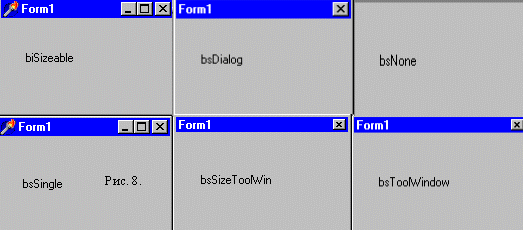 Form1
biSizeable
Form1
bsDialog
bsNone
Form1
bsSingle
Рис. 8.
Form1
bsSizeToolWin
Form1
bsToolWindow